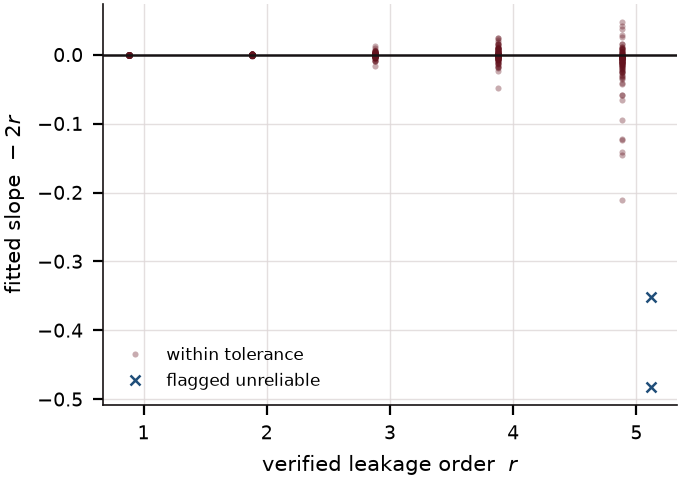 fitted slope − 2r
0.0
−0.1
−0.2
−0.3
−0.4
−0.5
within tolerance
flagged unreliable
1 2 3 4 5
verified leakage order r